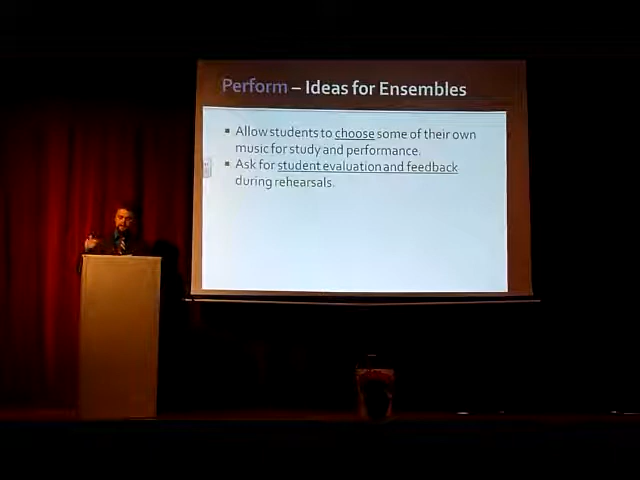 Perform – Ideas for Ensembles
▪ Allow students to choose some of their own
music for study and performance.
▪ Ask for student evaluation and feedback
during rehearsals.